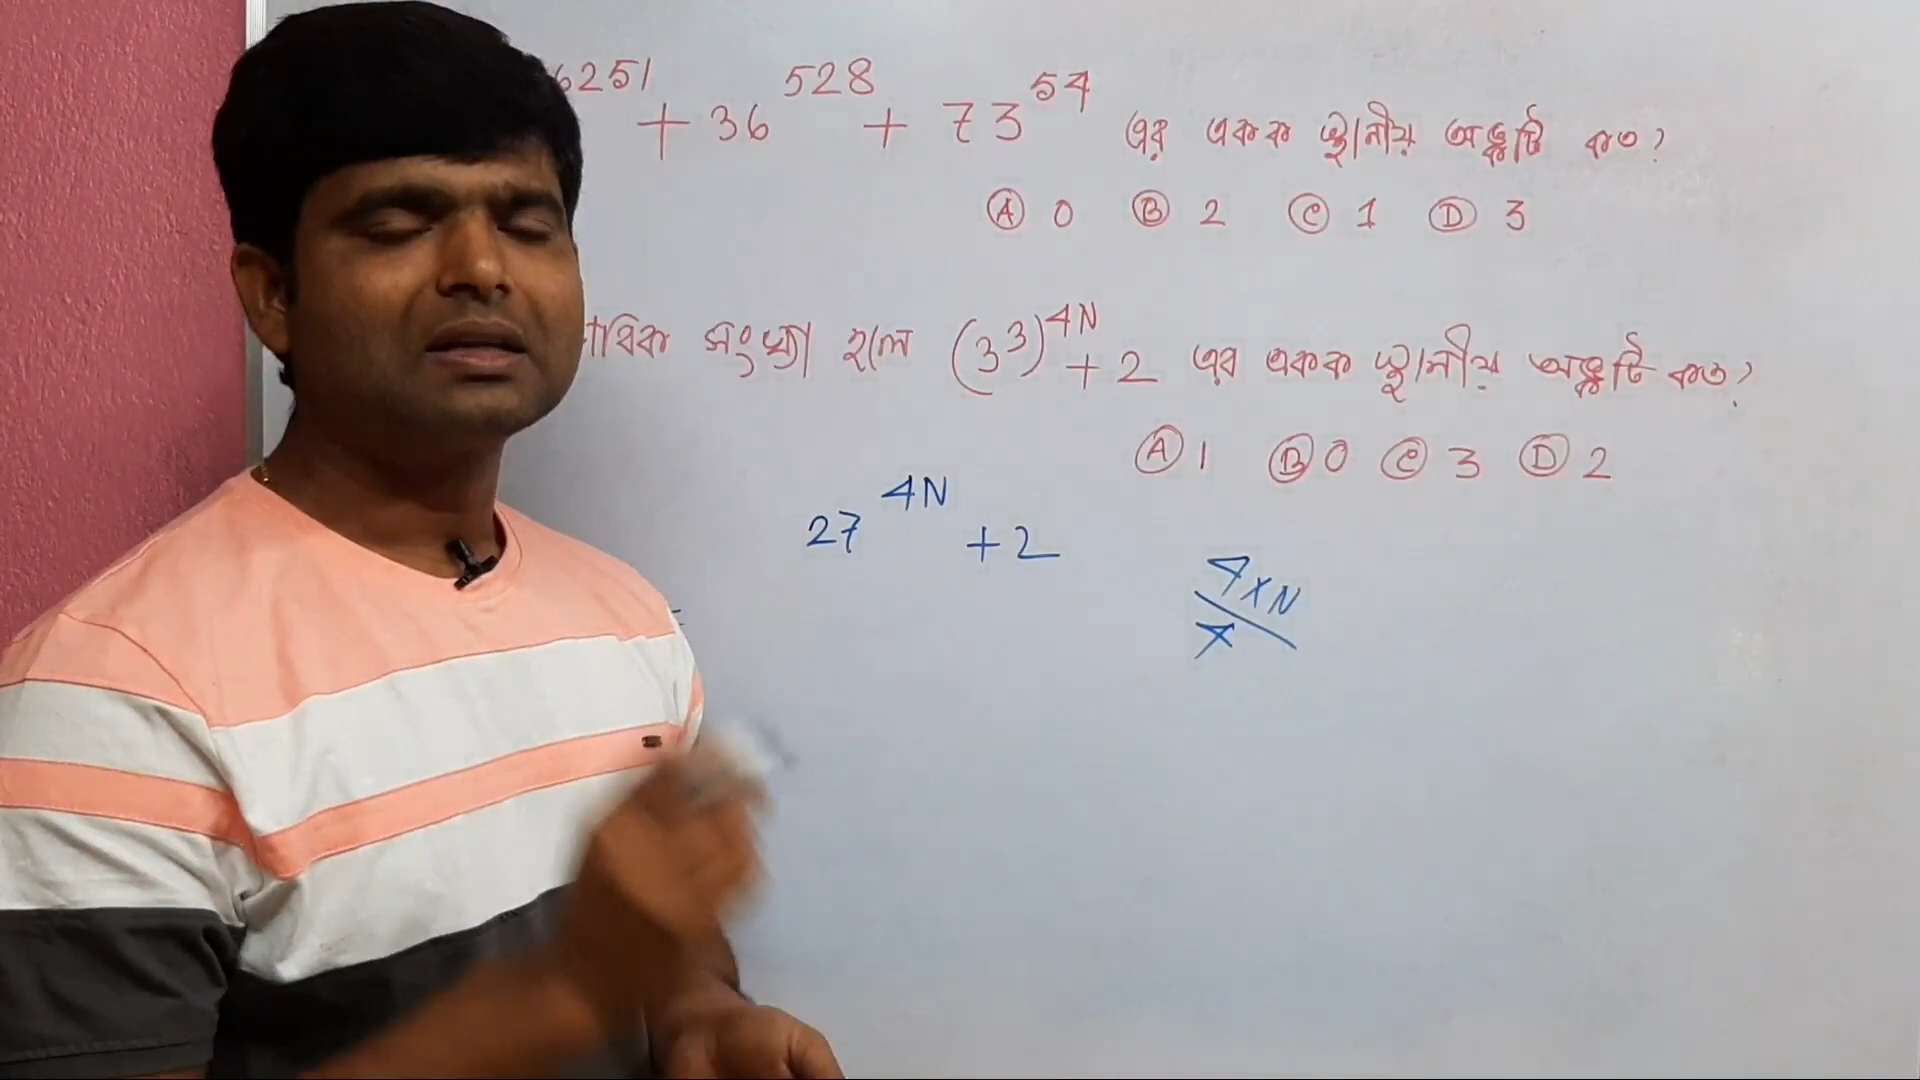 6251 + 36^528 + 73^54 এর একক স্থানীয় অঙ্কটি কত?
Ⓐ 0 Ⓑ 2 Ⓒ 1 Ⓓ 3
সংখ্যা হলে (3^3)^4N + 2 এর একক স্থানীয় অঙ্কটি কত?
Ⓐ 1 Ⓑ 0 Ⓒ 3 Ⓓ 2
27^4N + 2
4×N
4